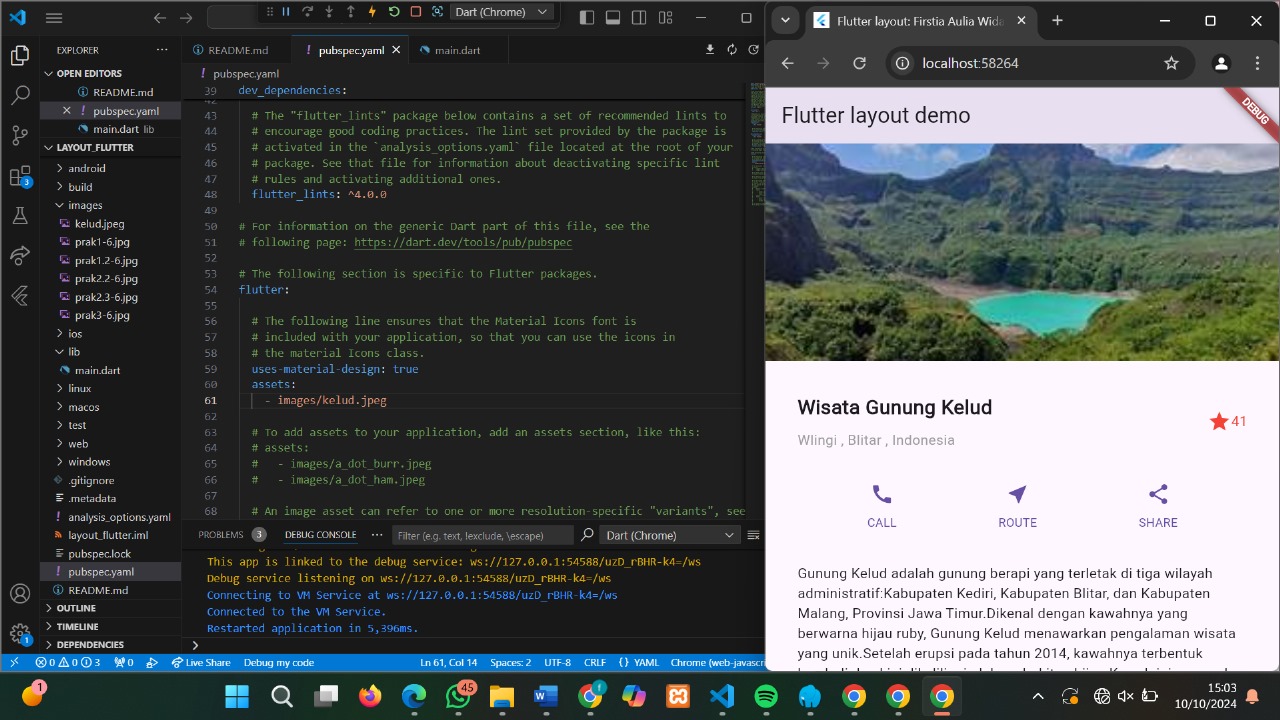 Dart (Chrome)
README.md
pubspec.yaml
main.dart
EXPLORER
OPEN EDITORS
README.md
pubspec.yaml
main.dart lib
LAYOUT_FLUTTER
android
build
images
kelud.jpeg
prak1-6.jpg
prak1.2-6.jpg
prak2.2-6.jpg
prak2.3-6.jpg
prak3-6.jpg
ios
lib
main.dart
linux
macos
test
web
windows
.gitignore
.metadata
analysis_options.yaml
layout_flutter.iml
pubspec.lock
pubspec.yaml
README.md
OUTLINE
TIMELINE
DEPENDENCIES
3
1
pubspec.yaml
39 dev_dependencies:
42
43 # The "flutter_lints" package below contains a set of recommended lints to
44 # encourage good coding practices. The lint set provided by the package is
45 # activated in the `analysis_options.yaml` file located at the root of your
46 # package. See that file for information about deactivating specific lint
47 # rules and activating additional ones.
48 flutter_lints: ^4.0.0
49
50 # For information on the generic Dart part of this file, see the
51 # following page: https://dart.dev/tools/pub/pubspec
52
53 # The following section is specific to Flutter packages.
54 flutter:
55
56 # The following line ensures that the Material Icons font is
57 # included with your application, so that you can use the icons in
58 # the material Icons class.
59 uses-material-design: true
60 assets:
61 - images/kelud.jpeg
62
63 # To add assets to your application, add an assets section, like this:
64 # assets:
65 #   - images/a_dot_burr.jpeg
66 #   - images/a_dot_ham.jpeg
67
68 # An image asset can refer to one or more resolution-specific "variants", see
PROBLEMS 3 DEBUG CONSOLE ··· Filter (e.g. text, !exclude, \escape) Dart (Chrome)
This app is linked to the debug service: ws://127.0.0.1:54588/uzD_rBHR-k4=/ws
Debug service listening on ws://127.0.0.1:54588/uzD_rBHR-k4=/ws
Connecting to VM Service at ws://127.0.0.1:54588/uzD_rBHR-k4=/ws
Connected to the VM Service.
Restarted application in 5,396ms.
0 0 3 0 Live Share Debug my code Ln 61, Col 14 Spaces: 2 UTF-8 CRLF {} YAML Chrome (web-javascri
Flutter layout: Firstia Aulia Wida
localhost:58264
Flutter layout demo
DEBUG
Wisata Gunung Kelud
Wlingi , Blitar , Indonesia
41
CALL ROUTE SHARE
Gunung Kelud adalah gunung berapi yang terletak di tiga wilayah
administratif:Kabupaten Kediri, Kabupaten Blitar, dan Kabupaten
Malang, Provinsi Jawa Timur.Dikenal dengan kawahnya yang
berwarna hijau ruby, Gunung Kelud menawarkan pengalaman wisata
yang unik.Setelah erupsi pada tahun 2014, kawahnya terbentuk
1
45
15:03
10/10/2024